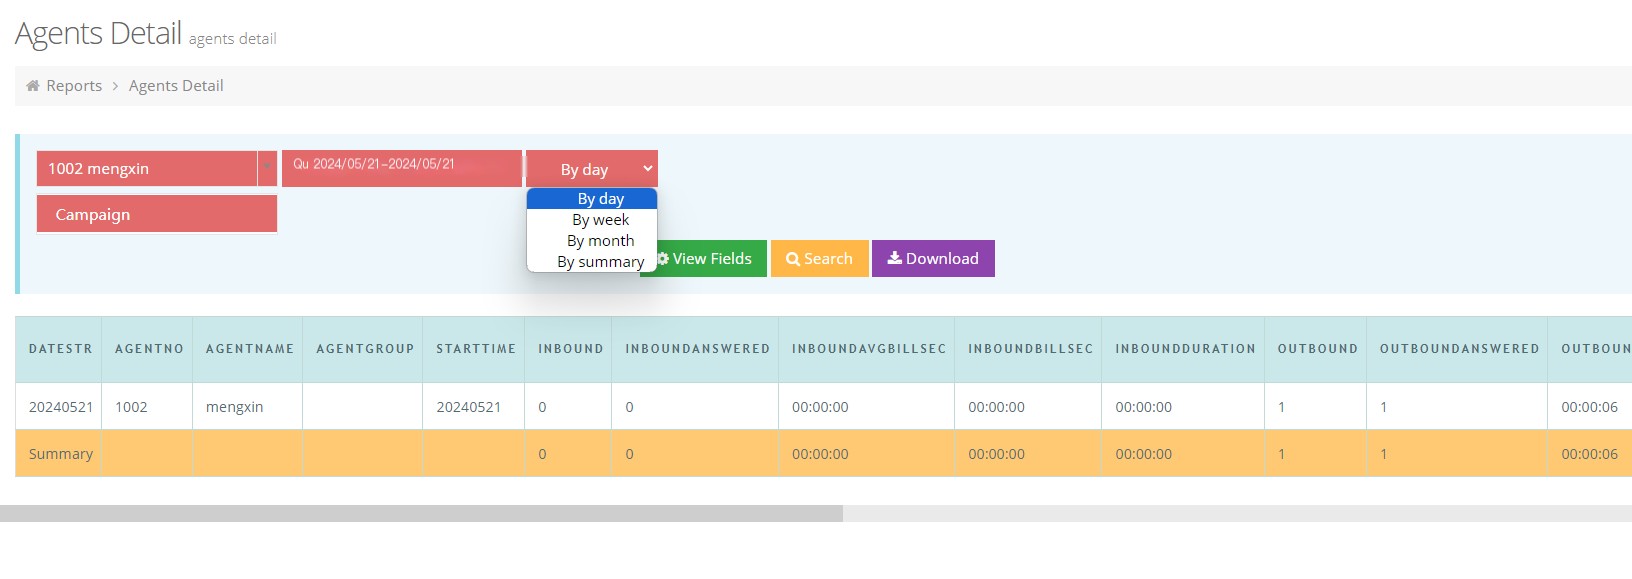 Agents Detail agents detail
Reports > Agents Detail
1002 mengxin Qu 2024/05/21-2024/05/21 By day
By day
Campaign
By week
By month
By summary
View Fields Search Download
DATESTR AGENTNO AGENTNAME AGENTGROUP STARTTIME INBOUND INBOUNDANSWERED INBOUNDAVGBILLSEC INBOUNDBILLSEC INBOUNDDURATION OUTBOUND OUTBOUNDANSWERED OUTBOUN
20240521 1002 mengxin 20240521 0 0 00:00:00 00:00:00 00:00:00 1 1 00:00:06
Summary 0 0 00:00:00 00:00:00 00:00:00 1 1 00:00:06